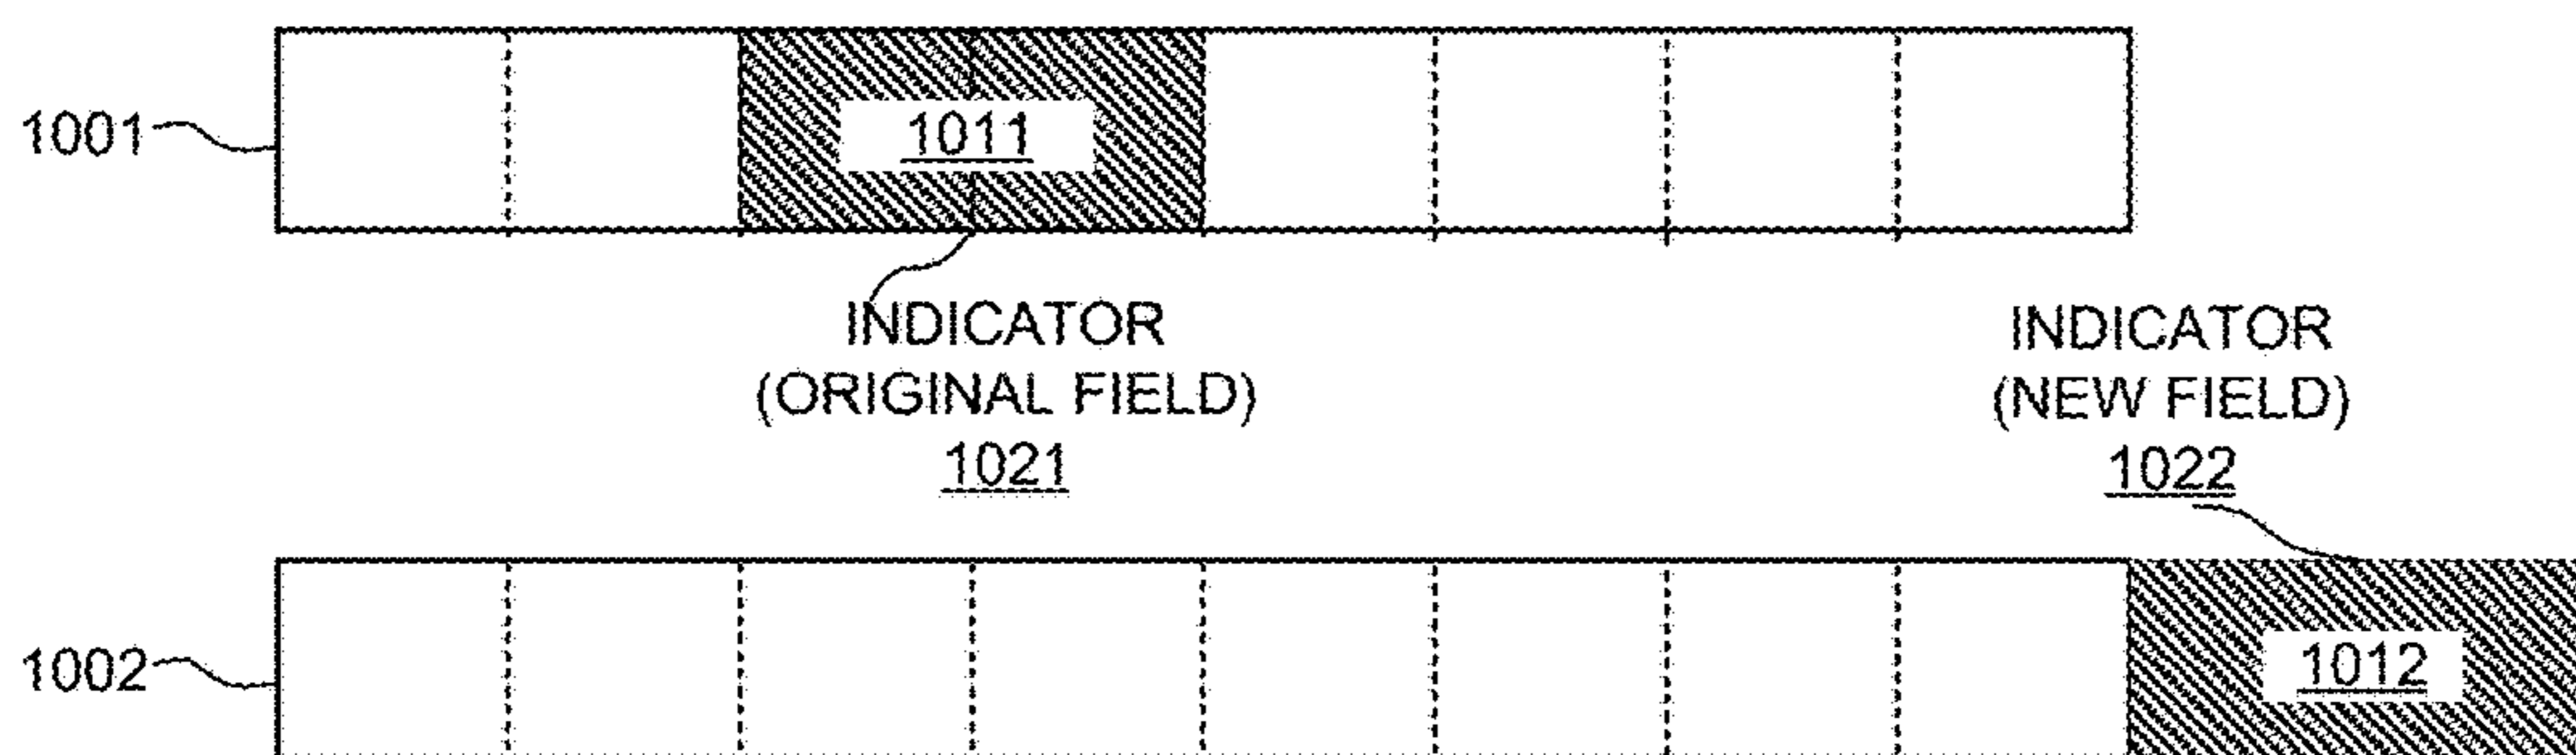 1001
1011
INDICATOR
(ORIGINAL FIELD)
1021
INDICATOR
(NEW FIELD)
1022
1002
1012